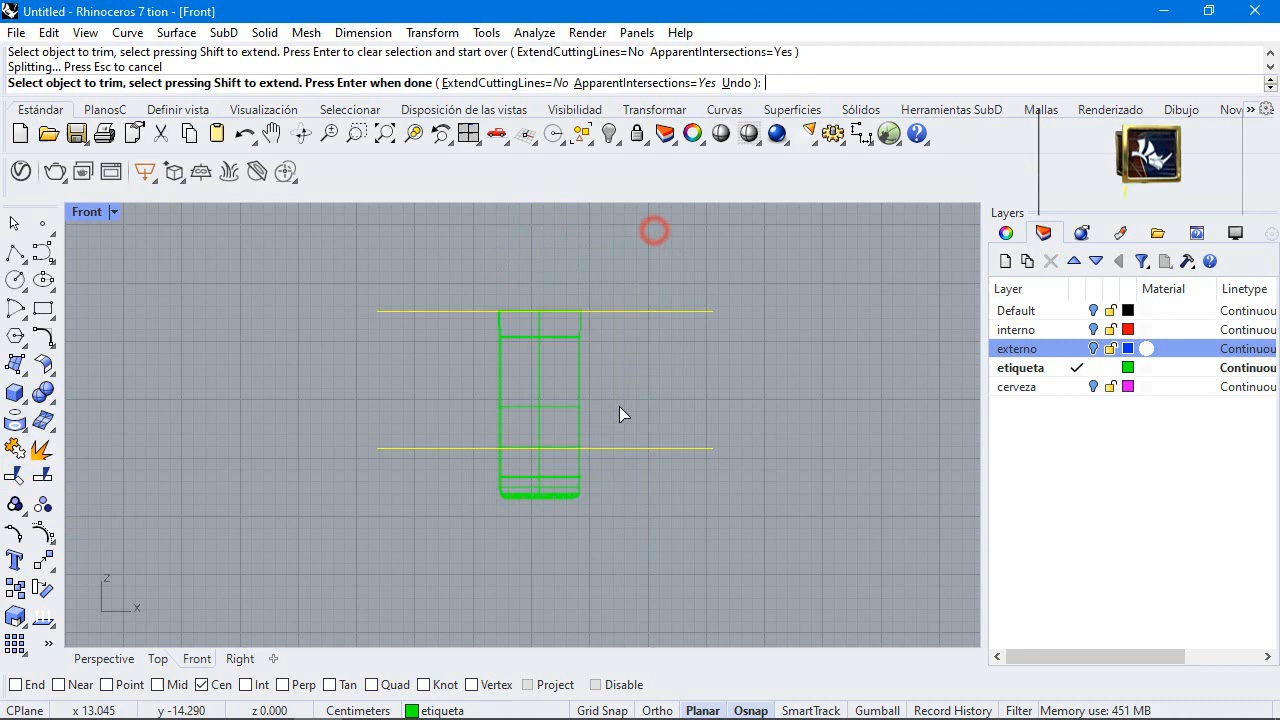 Untitled - Rhinoceros 7 tion - [Front]
File Edit View Curve Surface SubD Solid Mesh Dimension Transform Tools Analyze Render Panels Help
Select object to trim, select pressing Shift to extend. Press Enter to clear selection and start over ( ExtendCuttingLines=No ApparentIntersections=Yes )
Splitting... Press Esc to cancel
Select object to trim, select pressing Shift to extend. Press Enter when done ( ExtendCuttingLines=No ApparentIntersections=Yes Undo ):
Estándar PlanosC Definir vista Visualización Seleccionar Disposición de las vistas Visibilidad Transformar Curvas Superficies Sólidos Herramientas SubD Mallas Renderizado Dibujo Nov »
Front
Layers
Layer Material Linetype
Default Continuou
interno Continuou
externo Continuou
etiqueta Continuou
cerveza Continuou
z
x
Perspective Top Front Right
End Near Point Mid Cen Int Perp Tan Quad Knot Vertex Project Disable
CPlane x 13.045 y -14.290 z 0.000 Centimeters etiqueta Grid Snap Ortho Planar Osnap SmartTrack Gumball Record History Filter Memory use: 451 MB